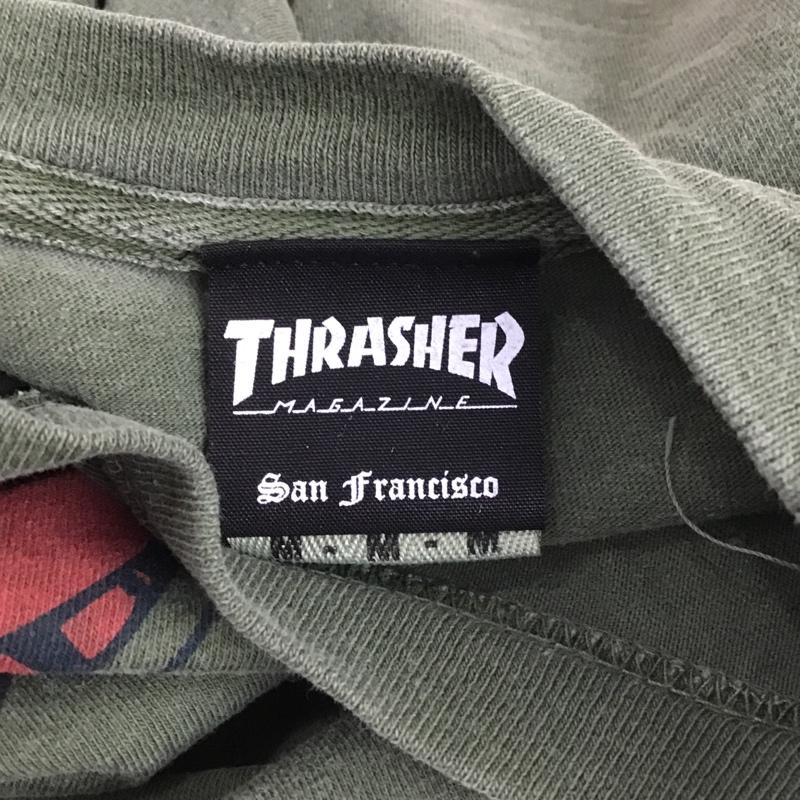 THRASHER
MAGAZINE
San Francisco
M · M · M